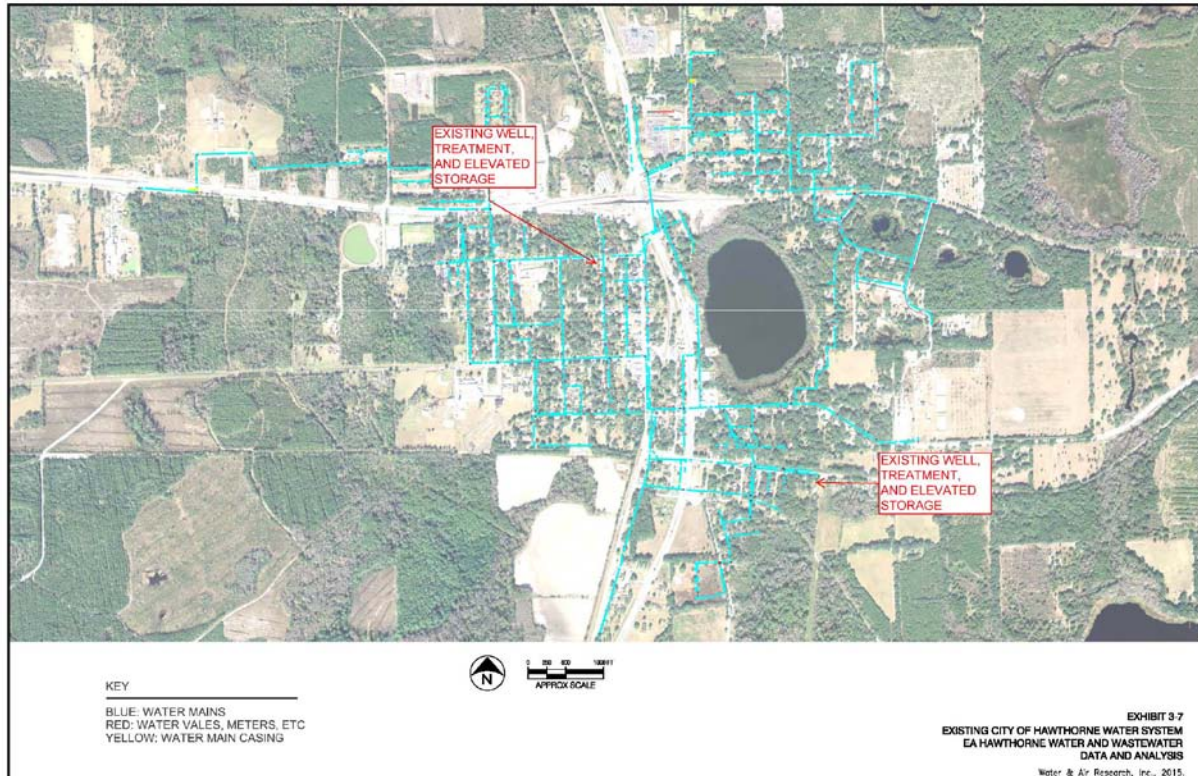 EXISTING WELL,
TREATMENT,
AND ELEVATED
STORAGE
EXISTING WELL,
TREATMENT,
AND ELEVATED
STORAGE
KEY
BLUE: WATER MAINS
RED: WATER VALES, METERS, ETC
YELLOW: WATER MAIN CASING
N
0
APPROX SCALE
EXHIBIT 3-7
EXISTING CITY OF HAWTHORNE WATER SYSTEM
EA HAWTHORNE WATER AND WASTEWATER
DATA AND ANALYSIS
Water & Air Research, Inc., 2015.